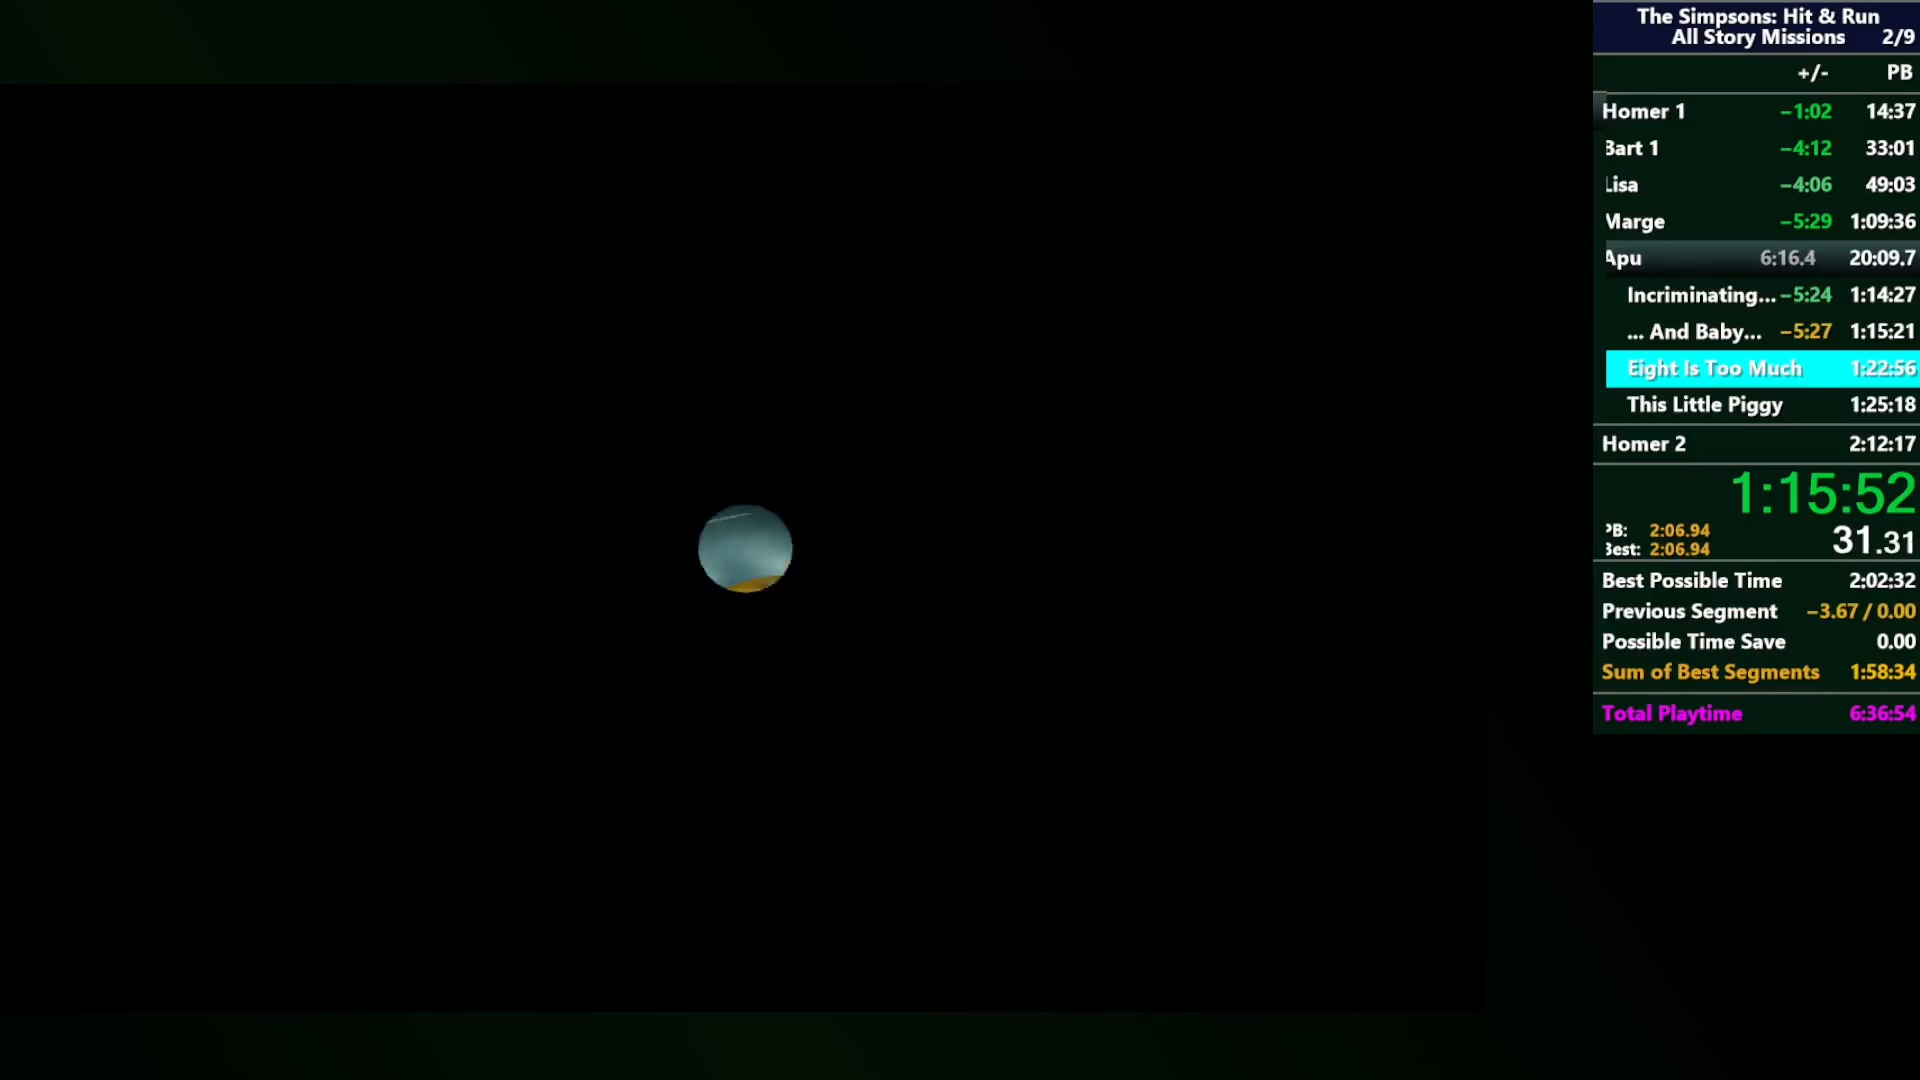 The Simpsons: Hit & Run
All Story Missions 2/9
+/- PB
Homer 1 −1:02 14:37
Bart 1 −4:12 33:01
Lisa −4:06 49:03
Marge −5:29 1:09:36
Apu 6:16.4 20:09.7
Incriminating... −5:24 1:14:27
... And Baby... −5:27 1:15:21
Eight Is Too Much 1:22:56
This Little Piggy 1:25:18
Homer 2 2:12:17
1:15:52
PB: 2:06.94
Best: 2:06.94
31.31
Best Possible Time 2:02:32
Previous Segment −3.67 / 0.00
Possible Time Save 0.00
Sum of Best Segments 1:58:34
Total Playtime 6:36:54